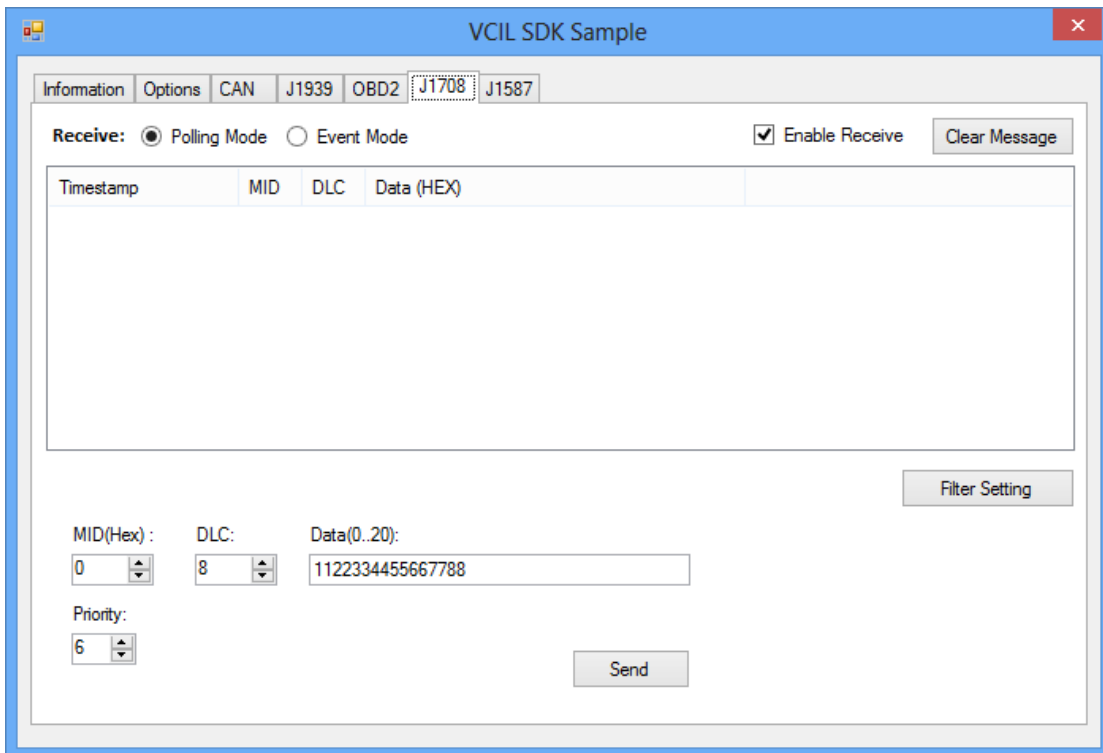 VCIL SDK Sample
Information Options CAN J1939 OBD2 J1708 J1587
Receive: Polling Mode Event Mode Enable Receive Clear Message
Timestamp MID DLC Data (HEX)
Filter Setting
MID(Hex) : DLC: Data(0..20):
0 8 1122334455667788
Priority:
6
Send